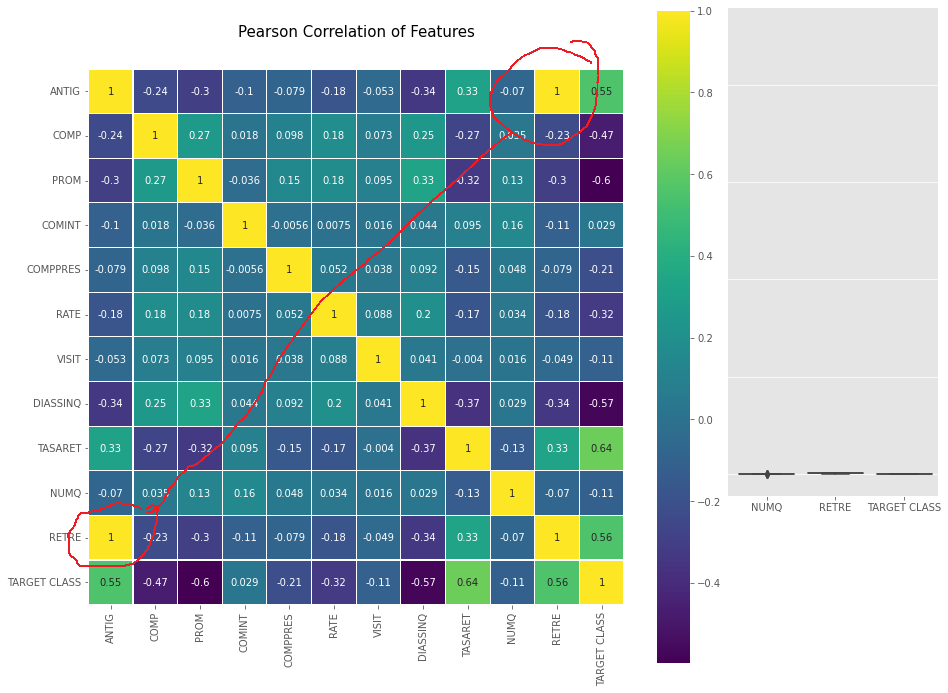 Pearson Correlation of Features
1.0
ANTIG 1 -0.24 -0.3 -0.1 -0.079 -0.18 -0.053 -0.34 0.33 -0.07 1 0.55
0.8
COMP -0.24 1 0.27 0.018 0.098 0.18 0.073 0.25 -0.27 0.035 -0.23 -0.47
PROM -0.3 0.27 1 -0.036 0.15 0.18 0.095 0.33 -0.32 0.13 -0.3 -0.6
0.6
COMINT -0.1 0.018 -0.036 1 -0.0056 0.0075 0.016 0.044 0.095 0.16 -0.11 0.029
0.4
COMPPRES -0.079 0.098 0.15 -0.0056 1 0.052 0.038 0.092 -0.15 0.048 -0.079 -0.21
RATE -0.18 0.18 0.18 0.0075 0.052 1 0.088 0.2 -0.17 0.034 -0.18 -0.32
0.2
VISIT -0.053 0.073 0.095 0.016 0.038 0.088 1 0.041 -0.004 0.016 -0.049 -0.11
DIASSINQ -0.34 0.25 0.33 0.044 0.092 0.2 0.041 1 -0.37 0.029 -0.34 -0.57
0.0
TASARET 0.33 -0.27 -0.32 0.095 -0.15 -0.17 -0.004 -0.37 1 -0.13 0.33 0.64
NUMQ -0.07 0.035 0.13 0.16 0.048 0.034 0.016 0.029 -0.13 1 -0.07 -0.11
-0.2
RETRE 1 -0.23 -0.3 -0.11 -0.079 -0.18 -0.049 -0.34 0.33 -0.07 1 0.56
TARGET CLASS 0.55 -0.47 -0.6 0.029 -0.21 -0.32 -0.11 -0.57 0.64 -0.11 0.56 1
-0.4
ANTIG COMP PROM COMINT COMPPRES RATE VISIT DIASSINQ TASARET NUMQ RETRE TARGET CLASS
NUMQ RETRE TARGET CLASS